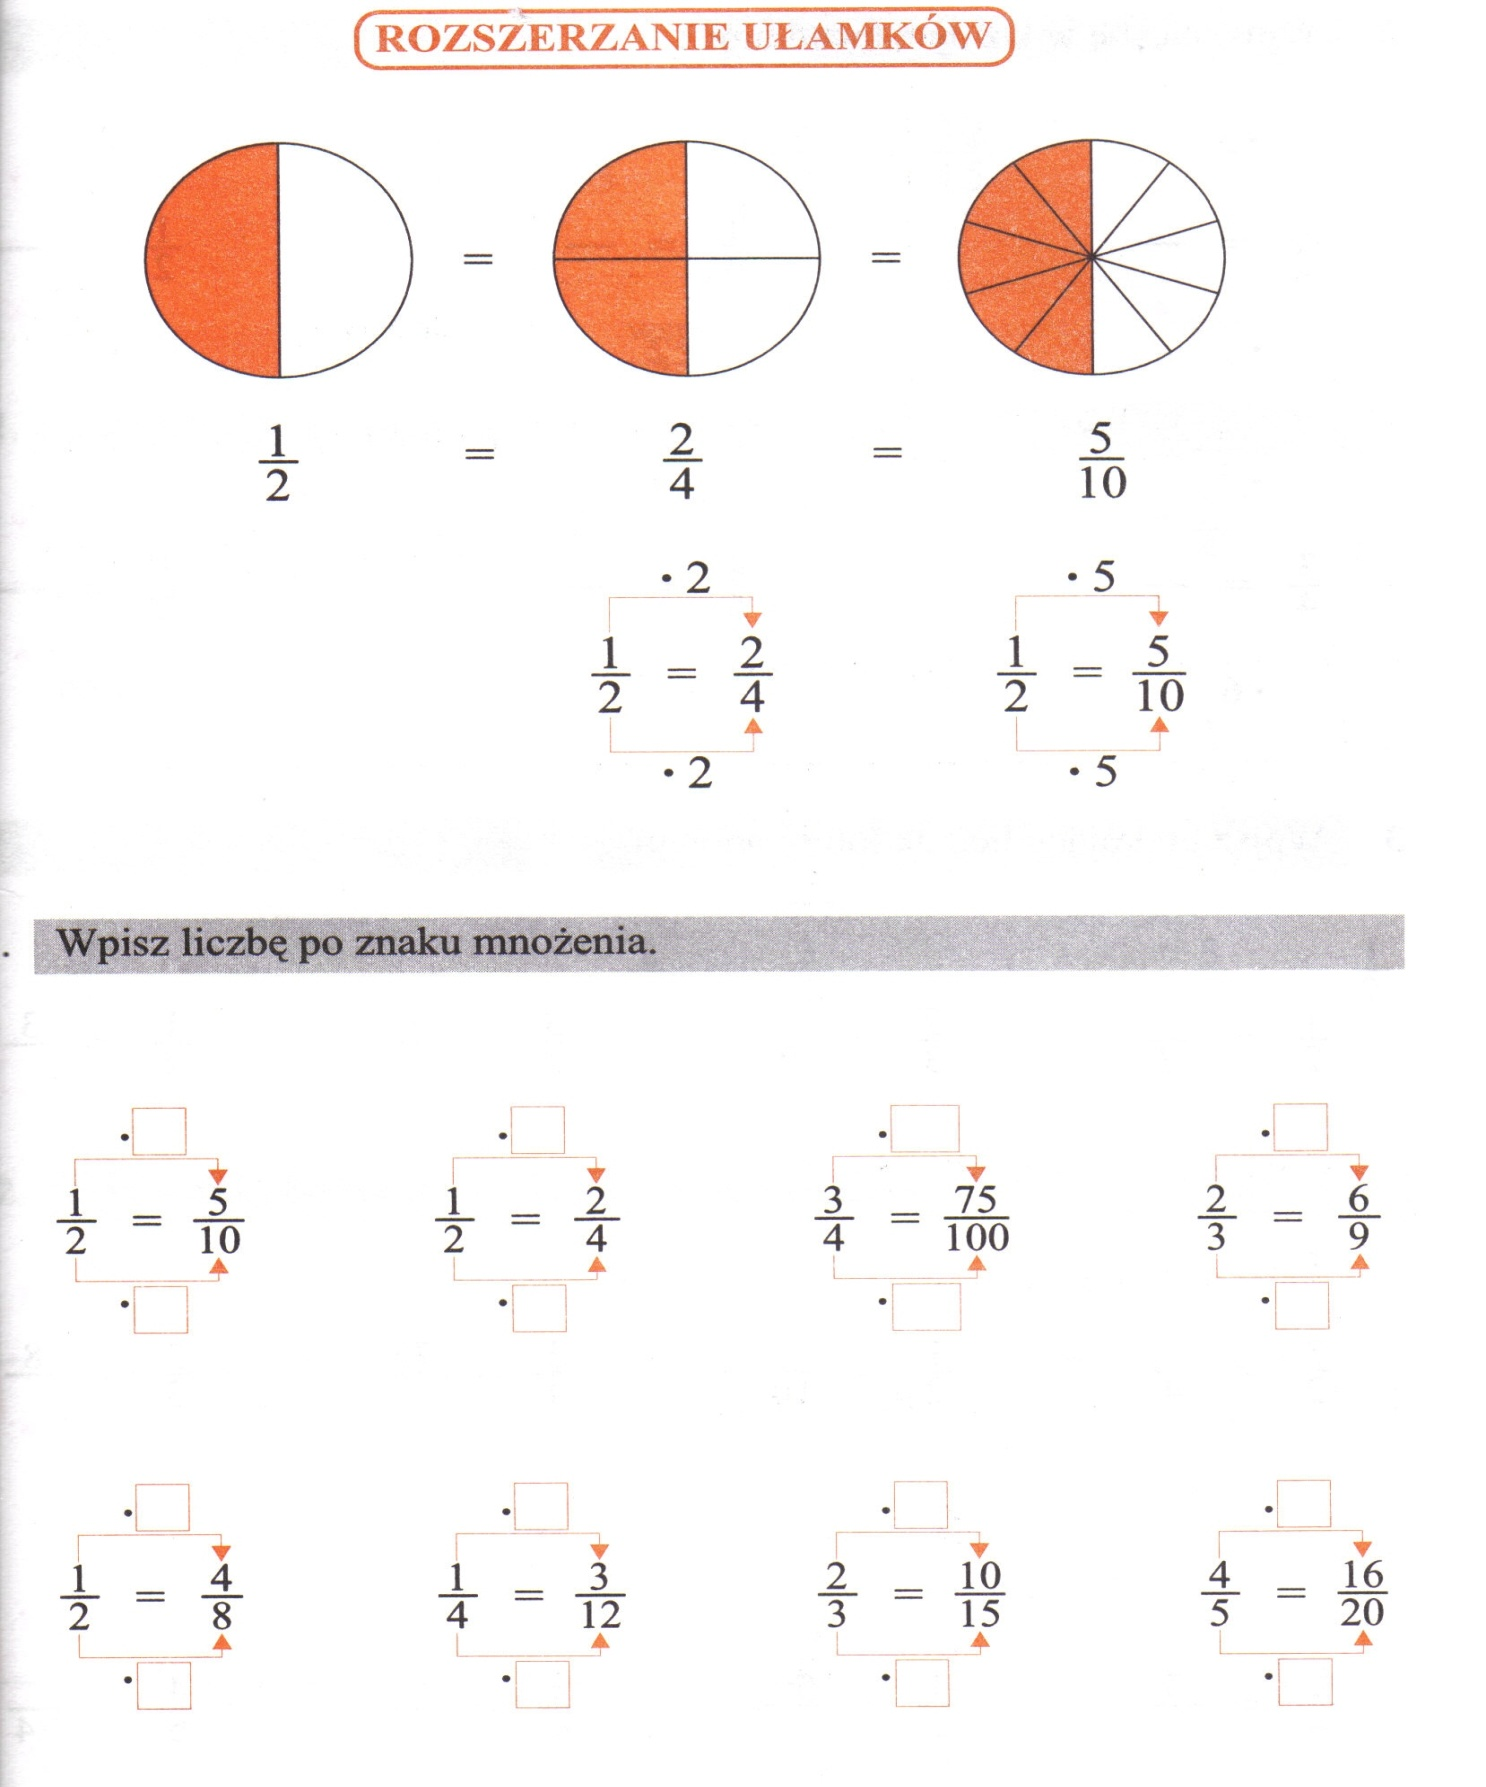 ROZSZERZANIE UŁAMKÓW
= =
1/2 = 2/4 = 5/10
· 2 · 5
1/2 = 2/4 1/2 = 5/10
· 2 · 5
. Wpisz liczbę po znaku mnożenia.
· · · ·
1/2 = 5/10 1/2 = 2/4 3/4 = 75/100 2/3 = 6/9
· · · ·
· · · ·
1/2 = 4/8 1/4 = 3/12 2/3 = 10/15 4/5 = 16/20
· · · ·